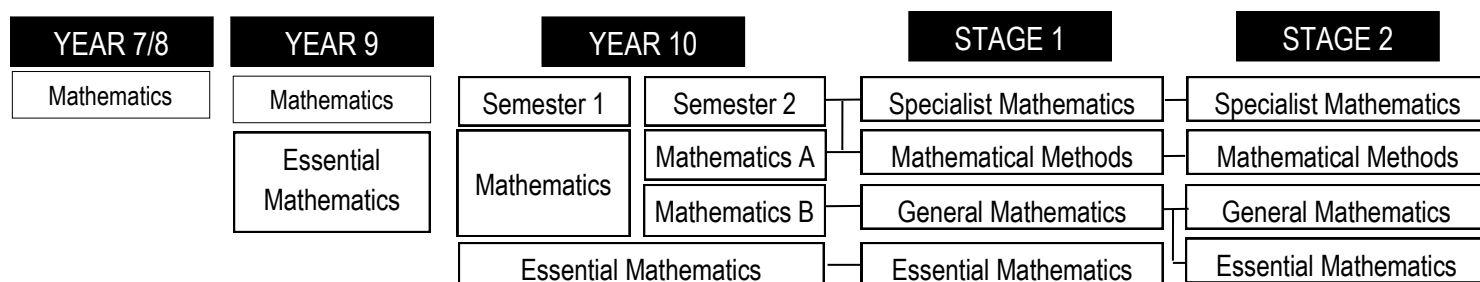 YEAR 7/8
YEAR 9
YEAR 10
STAGE 1
STAGE 2
Mathematics
Mathematics
Semester 1
Semester 2
Specialist Mathematics
Specialist Mathematics
Essential
Mathematics
Mathematics
Mathematics A
Mathematical Methods
Mathematical Methods
Mathematics B
General Mathematics
General Mathematics
Essential Mathematics
Essential Mathematics
Essential Mathematics